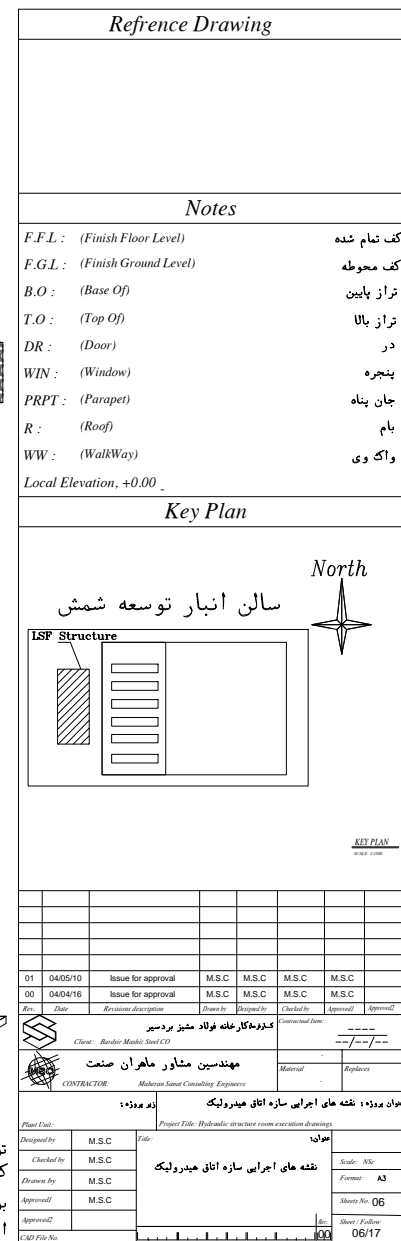 Refrence Drawing
Notes
F.F.L : (Finish Floor Level) کف تمام شده
F.G.L : (Finish Ground Level) کف محوطه
B.O : (Base Of) تراز پایین
T.O : (Top Of) تراز بالا
DR : (Door) در
WIN : (Window) پنجره
PRPT : (Parapet) جان پناه
R : (Roof) بام
WW : (WalkWay) واک وی
Local Elevation, +0.00
Key Plan
North
سالن انبار توسعه شمش
LSF Structure
KEY PLAN
01 04/05/10 Issue for approval M.S.C M.S.C M.S.C M.S.C
00 04/04/16 Issue for approval M.S.C M.S.C M.S.C M.S.C
Rev. Date Revisions description Drawn by Designed by Checked by Approved1 Approved2
کارخانه فولاد مشیز بردسیر
Client: Bardsir Mashiz Steel CO
Contractual Item:
----
--/--/--
مهندسین مشاور ماهران صنعت
CONTRACTOR: Maheran Sanat Consulting Engineers
Material - Replaces
عنوان پروژه : نقشه های اجرایی سازه اتاق هیدرولیک
زیر پروژه :
Plant Unit: Project Title: Hydraulic structure room execution drawings
Designed by M.S.C Title: عنوان:
Checked by M.S.C
نقشه های اجرایی سازه اتاق هیدرولیک
Scale: NSc
Drawn by M.S.C
Format: A3
Approved1 M.S.C
Sheets No. 06
Approved2
Rev. 00
Sheet / Follow 06/17
CAD File No.